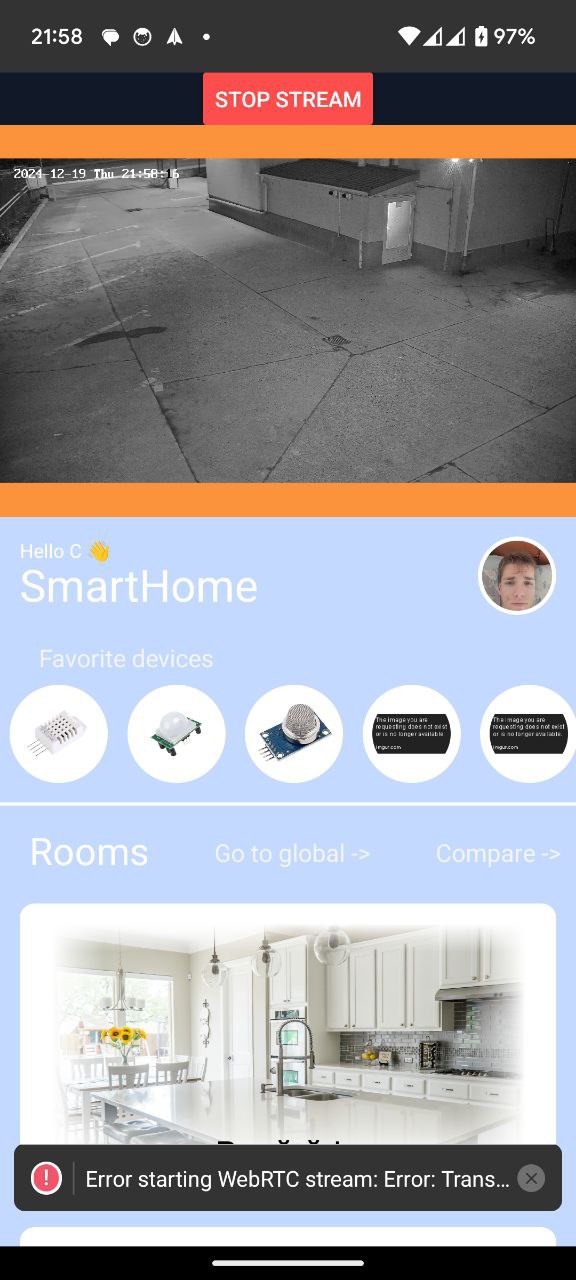 21:58
97%
STOP STREAM
2024-12-19 Thu 21:58:16
Hello C 👋
SmartHome
Favorite devices
The image you are
requesting does not exist
or is no longer available.
imgur.com
The image you are
requesting does not exist
or is no longer available.
imgur.com
Rooms
Go to global ->
Compare ->
Error starting WebRTC stream: Error: Trans...